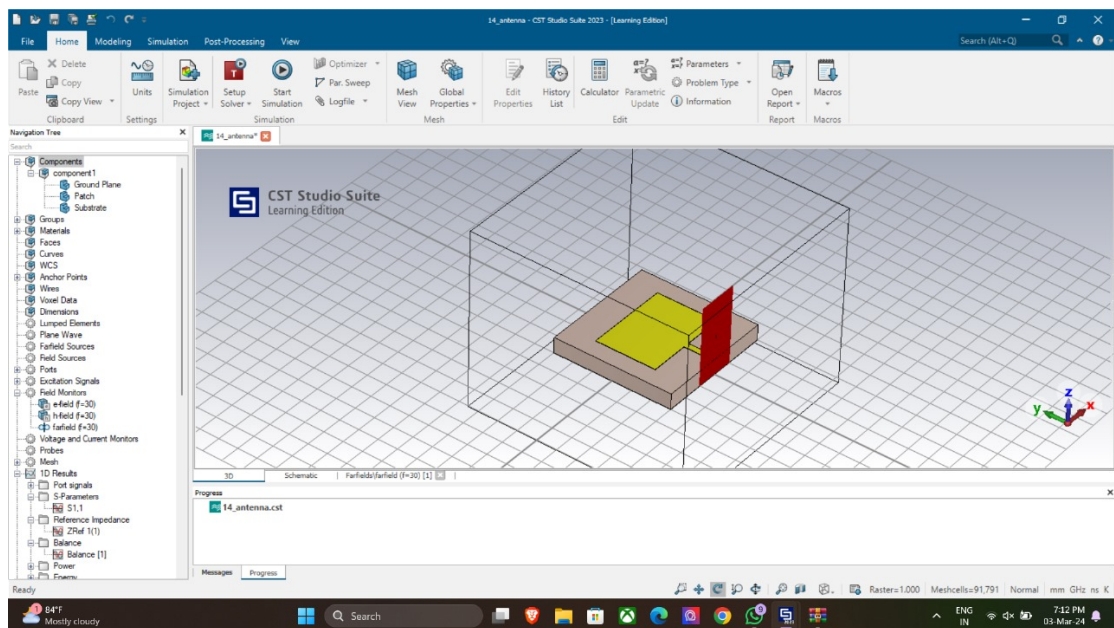 14_antenna - CST Studio Suite 2023 - [Learning Edition]
File Home Modeling Simulation Post-Processing View Search (Alt+Q)
Paste
Delete
Copy
Copy View
Clipboard
Units
Settings
Simulation Project
Setup Solver
Start Simulation
Optimizer
Par. Sweep
Logfile
Simulation
Mesh View
Global Properties
Mesh
Edit Properties
History List
Calculator
Parametric Update
Parameters
Problem Type
Information
Edit
Open Report
Report
Macros
Macros
Navigation Tree
Search
Components
component1
Ground Plane
Patch
Substrate
Groups
Materials
Faces
Curves
WCS
Anchor Points
Wires
Voxel Data
Dimensions
Lumped Elements
Plane Wave
Farfield Sources
Field Sources
Ports
Excitation Signals
Field Monitors
e-field (f=30)
h-field (f=30)
farfield (f=30)
Voltage and Current Monitors
Probes
Mesh
1D Results
Port signals
S-Parameters
S1,1
Reference Impedance
ZRef 1(1)
Balance
Balance [1]
Power
Energy
14_antenna*
CST Studio Suite
Learning Edition
z
y
x
3D Schematic Farfields\farfield (f=30) [1]
Progress
14_antenna.cst
Messages Progress
Ready
Raster=1.000 Meshcells=91,791 Normal mm GHz ns K
1
84°F
Mostly cloudy
Search
9
ENG
IN
7:12 PM
03-Mar-24